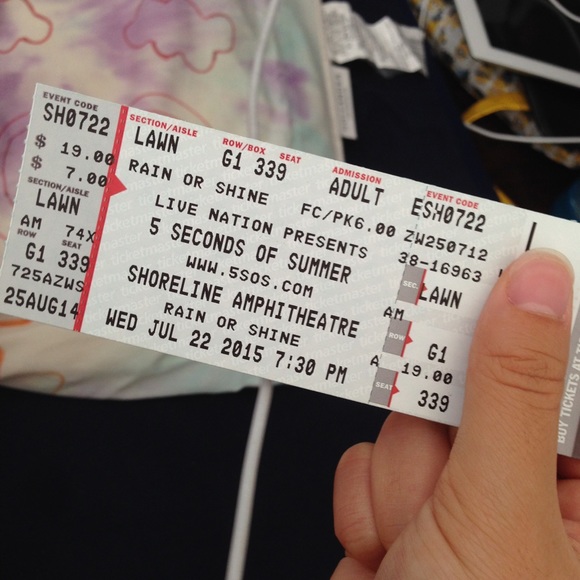 EVENT CODE
SH0722
$ 19.00
$ 7.00
SECTION/AISLE
LAWN
AM 74X
ROW SEAT
G1 339
725AZWS
25AUG14
SECTION/AISLE ROW/BOX SEAT ADMISSION
LAWN G1 339 ADULT
RAIN OR SHINE FC/PK6.00
LIVE NATION PRESENTS
5 SECONDS OF SUMMER
WWW.5SOS.COM
SHORELINE AMPHITHEATRE
RAIN OR SHINE
WED JUL 22 2015 7:30 PM
EVENT CODE
ESH0722
ZW250712
38-16963
SEC.
LAWN
AM
ROW
G1
A 19.00
SEAT
339
BUY TICKETS AT